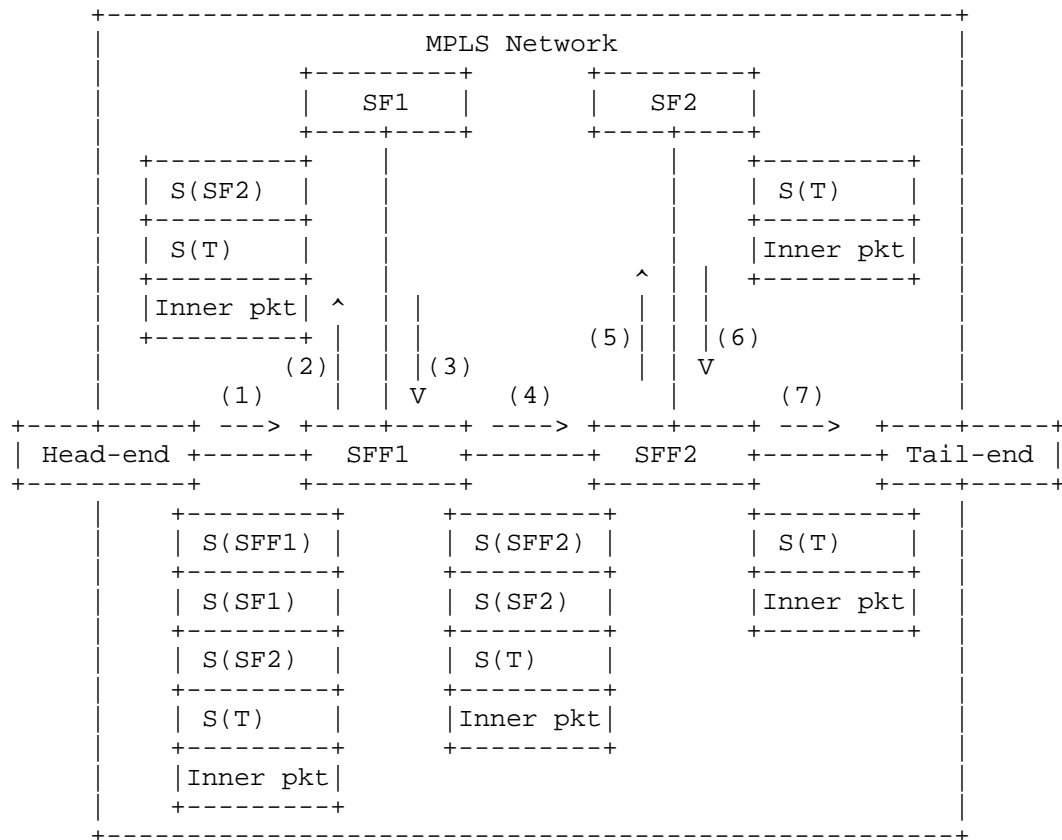 MPLS Network
SF1 SF2
S(SF2) S(T)
S(T) Inner pkt
Inner pkt
(5) (6)
(2) (3)
(1) (4) (7)
Head-end SFF1 SFF2 Tail-end
S(SFF1) S(SFF2) S(T)
S(SF1) S(SF2) Inner pkt
S(SF2) S(T)
S(T) Inner pkt
Inner pkt